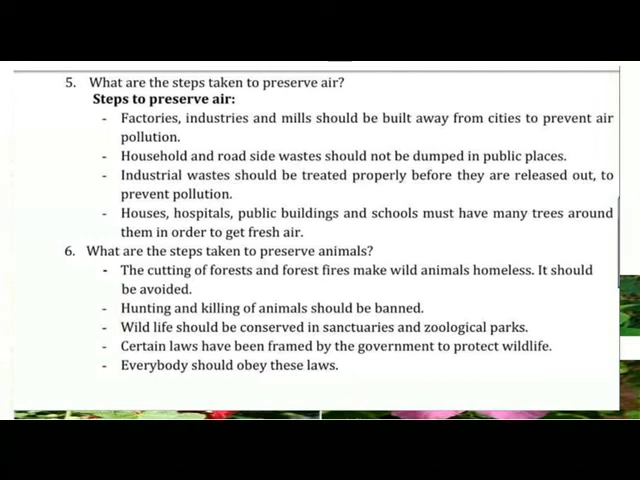 5. What are the steps taken to preserve air?
Steps to preserve air:
- Factories, industries and mills should be built away from cities to prevent air
pollution.
- Household and road side wastes should not be dumped in public places.
- Industrial wastes should be treated properly before they are released out, to
prevent pollution.
- Houses, hospitals, public buildings and schools must have many trees around
them in order to get fresh air.
6. What are the steps taken to preserve animals?
- The cutting of forests and forest fires make wild animals homeless. It should
be avoided.
- Hunting and killing of animals should be banned.
- Wild life should be conserved in sanctuaries and zoological parks.
- Certain laws have been framed by the government to protect wildlife.
- Everybody should obey these laws.